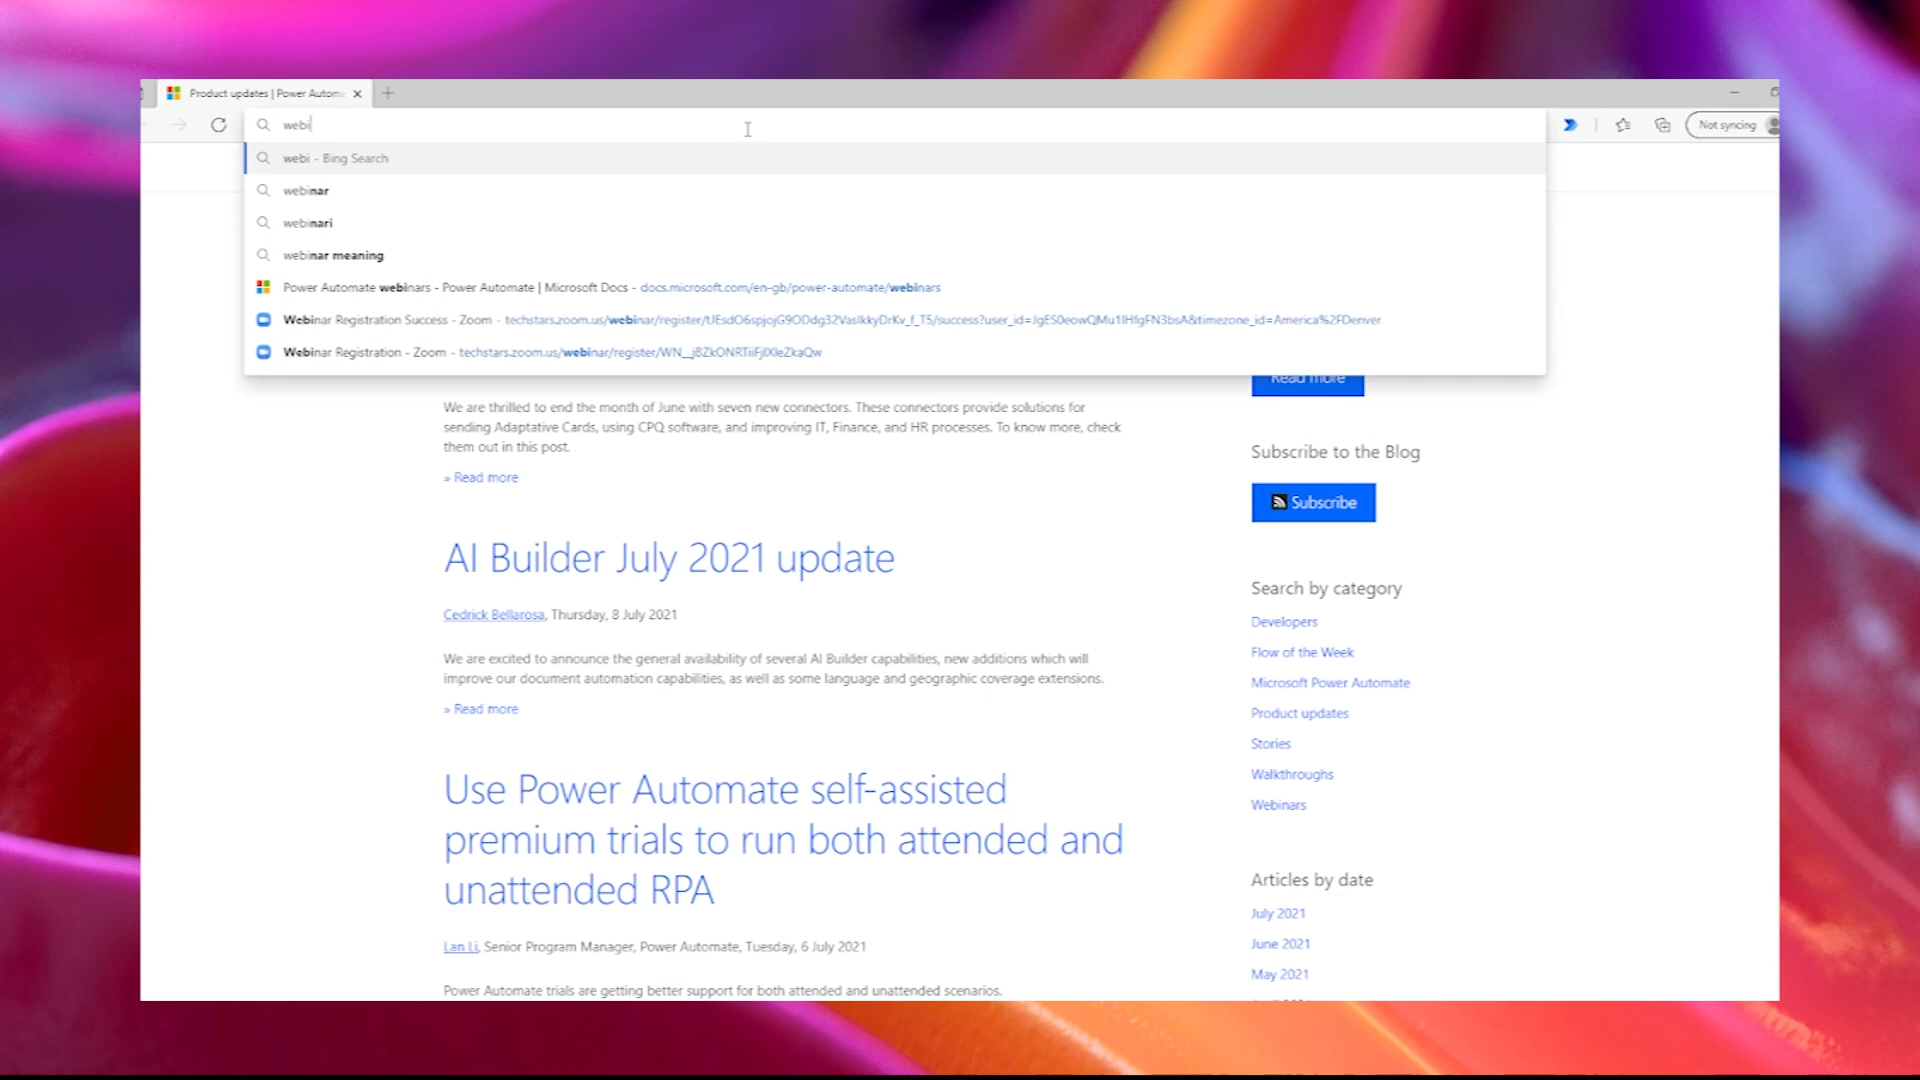 Product updates | Power Autom
webi
Not syncing
webi - Bing Search
webinar
webinari
webinar meaning
Power Automate webinars - Power Automate | Microsoft Docs - docs.microsoft.com/en-gb/power-automate/webinars
Webinar Registration Success - Zoom - techstars.zoom.us/webinar/register/
Webinar Registration - Zoom - techstars.zoom.us/webinar/register/
Read more
We are thrilled to end the month of June with seven new connectors. These connectors provide solutions for
sending Adaptative Cards, using CPQ software, and improving IT, Finance, and HR processes. To know more, check
them out in this post.
» Read more
Subscribe to the Blog
Subscribe
AI Builder July 2021 update
Cedrick Bellarosa, Thursday, 8 July 2021
We are excited to announce the general availability of several AI Builder capabilities, new additions which will
improve our document automation capabilities, as well as some language and geographic coverage extensions.
» Read more
Search by category
Developers
Flow of the Week
Microsoft Power Automate
Product updates
Stories
Walkthroughs
Webinars
Use Power Automate self-assisted
premium trials to run both attended and
unattended RPA
Lan Li, Senior Program Manager, Power Automate, Tuesday, 6 July 2021
Power Automate trials are getting better support for both attended and unattended scenarios.
Articles by date
July 2021
June 2021
May 2021